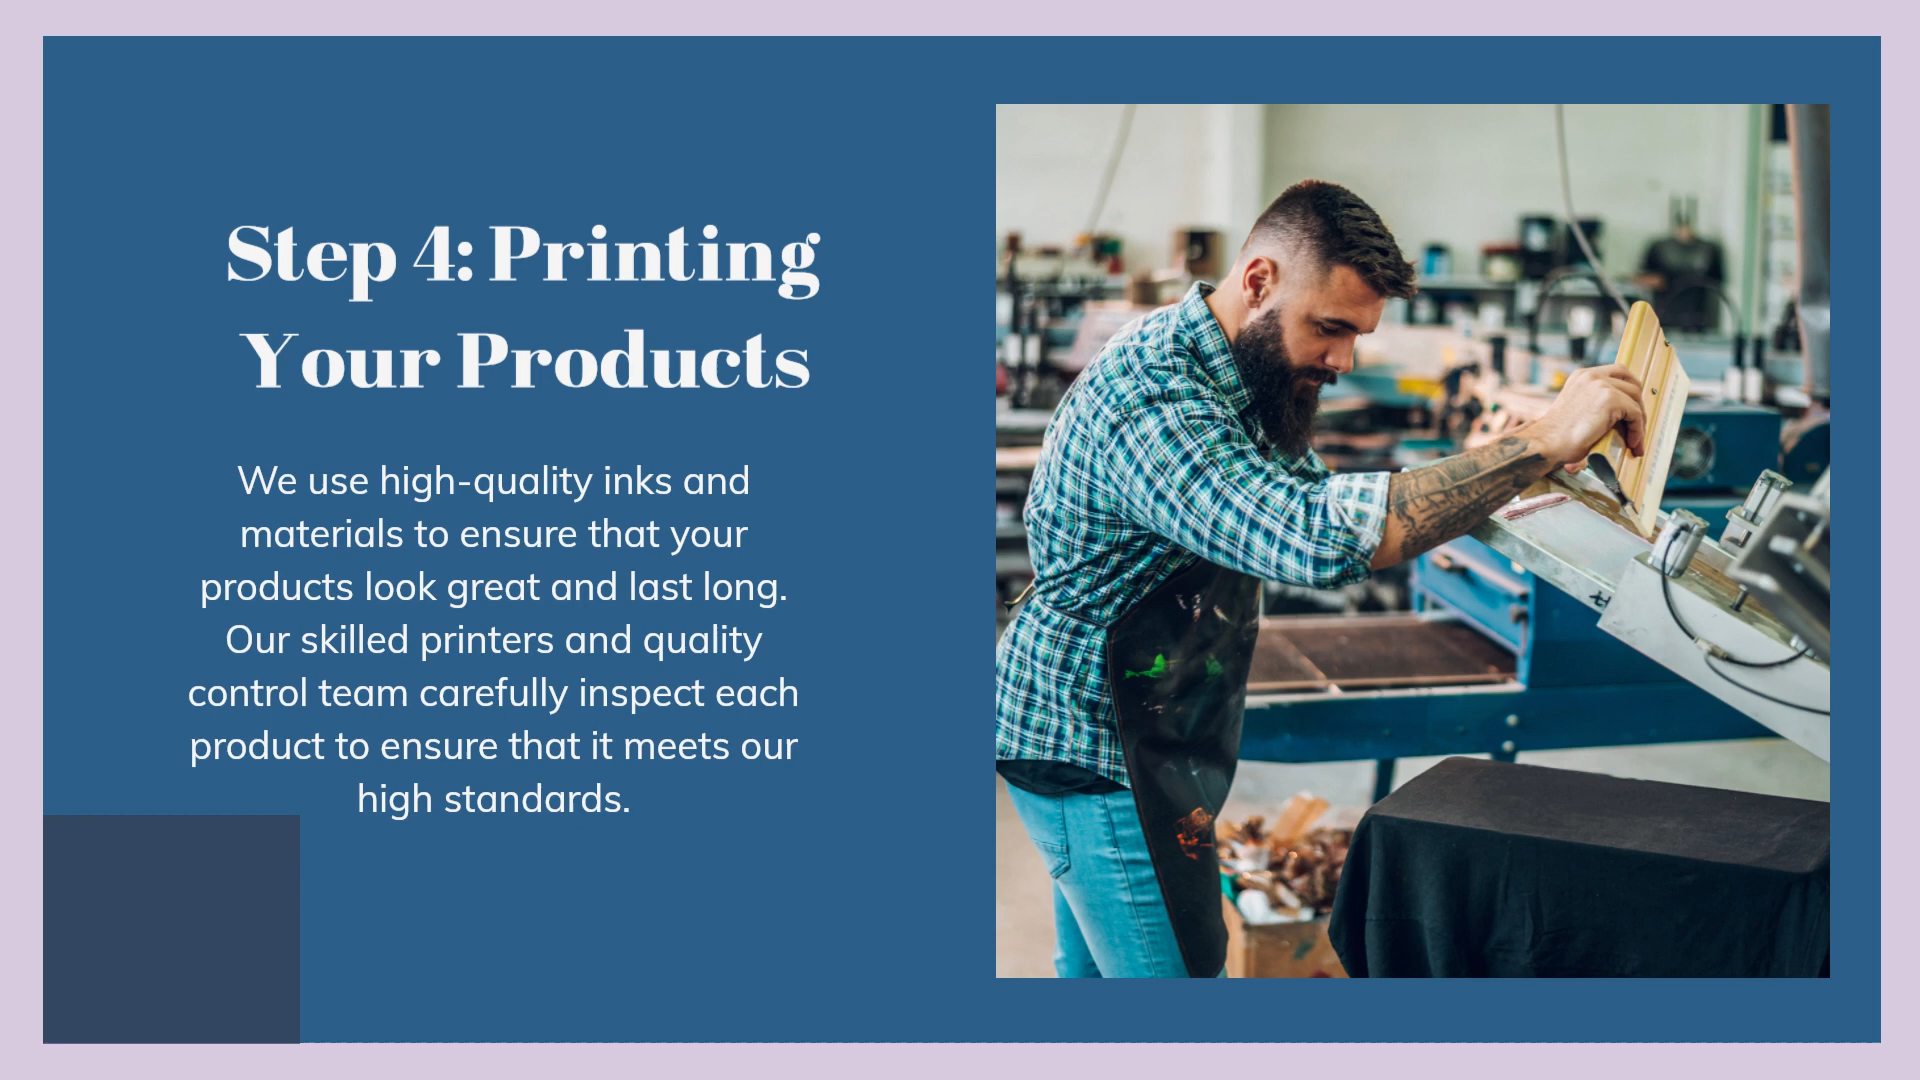 Step 4: Printing
Your Products
We use high-quality inks and
materials to ensure that your
products look great and last long.
Our skilled printers and quality
control team carefully inspect each
product to ensure that it meets our
high standards.